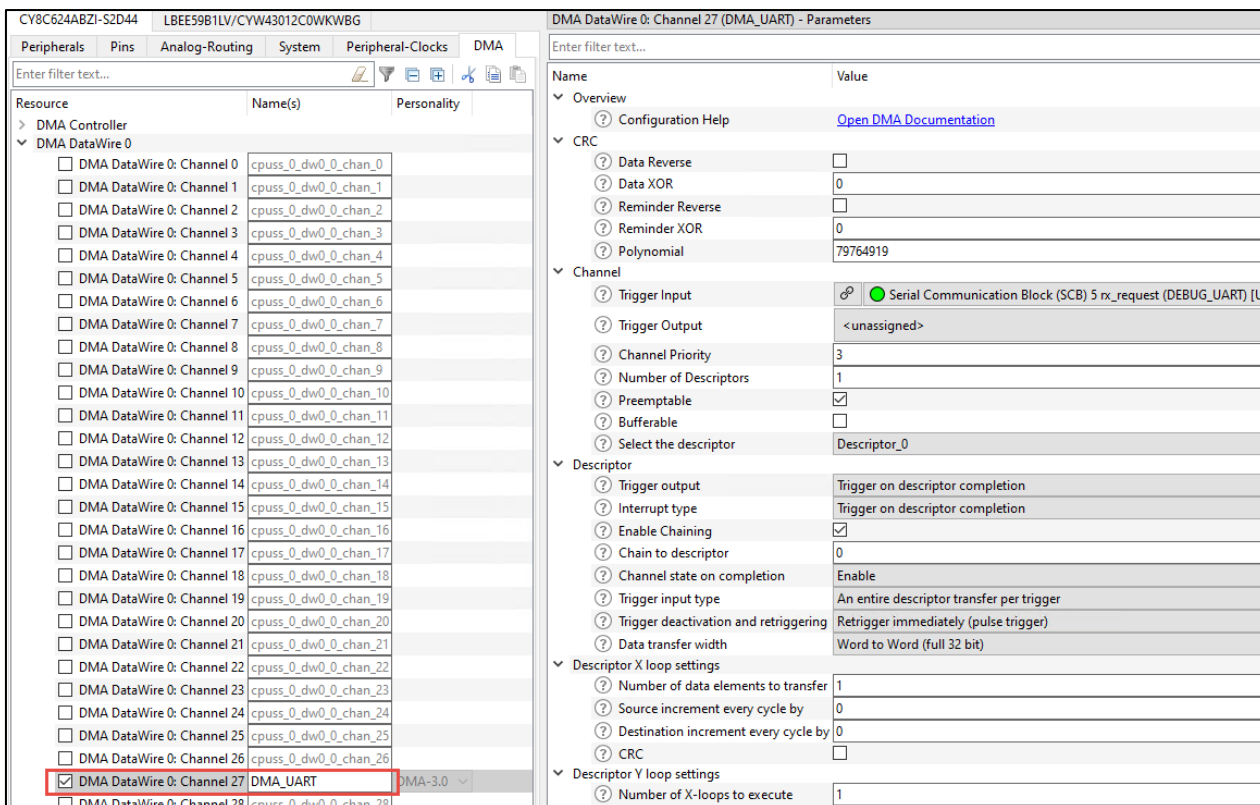 CY8C624ABZI-S2D44 LBEE59B1LV/CYW43012C0WKWBG
Peripherals Pins Analog-Routing System Peripheral-Clocks DMA
Enter filter text...
Resource Name(s) Personality
DMA Controller
DMA DataWire 0
DMA DataWire 0: Channel 0 cpuss_0_dw0_0_chan_0
DMA DataWire 0: Channel 1 cpuss_0_dw0_0_chan_1
DMA DataWire 0: Channel 2 cpuss_0_dw0_0_chan_2
DMA DataWire 0: Channel 3 cpuss_0_dw0_0_chan_3
DMA DataWire 0: Channel 4 cpuss_0_dw0_0_chan_4
DMA DataWire 0: Channel 5 cpuss_0_dw0_0_chan_5
DMA DataWire 0: Channel 6 cpuss_0_dw0_0_chan_6
DMA DataWire 0: Channel 7 cpuss_0_dw0_0_chan_7
DMA DataWire 0: Channel 8 cpuss_0_dw0_0_chan_8
DMA DataWire 0: Channel 9 cpuss_0_dw0_0_chan_9
DMA DataWire 0: Channel 10 cpuss_0_dw0_0_chan_10
DMA DataWire 0: Channel 11 cpuss_0_dw0_0_chan_11
DMA DataWire 0: Channel 12 cpuss_0_dw0_0_chan_12
DMA DataWire 0: Channel 13 cpuss_0_dw0_0_chan_13
DMA DataWire 0: Channel 14 cpuss_0_dw0_0_chan_14
DMA DataWire 0: Channel 15 cpuss_0_dw0_0_chan_15
DMA DataWire 0: Channel 16 cpuss_0_dw0_0_chan_16
DMA DataWire 0: Channel 17 cpuss_0_dw0_0_chan_17
DMA DataWire 0: Channel 18 cpuss_0_dw0_0_chan_18
DMA DataWire 0: Channel 19 cpuss_0_dw0_0_chan_19
DMA DataWire 0: Channel 20 cpuss_0_dw0_0_chan_20
DMA DataWire 0: Channel 21 cpuss_0_dw0_0_chan_21
DMA DataWire 0: Channel 22 cpuss_0_dw0_0_chan_22
DMA DataWire 0: Channel 23 cpuss_0_dw0_0_chan_23
DMA DataWire 0: Channel 24 cpuss_0_dw0_0_chan_24
DMA DataWire 0: Channel 25 cpuss_0_dw0_0_chan_25
DMA DataWire 0: Channel 26 cpuss_0_dw0_0_chan_26
DMA DataWire 0: Channel 27 DMA_UART DMA-3.0
DMA DataWire 0: Channel 28 cpuss_0_dw0_0_chan_28
DMA DataWire 0: Channel 27 (DMA_UART) - Parameters
Enter filter text...
Name Value
Overview
Configuration Help Open DMA Documentation
CRC
Data Reverse
Data XOR 0
Reminder Reverse
Reminder XOR 0
Polynomial 79764919
Channel
Trigger Input Serial Communication Block (SCB) 5 rx_request (DEBUG_UART) [U
Trigger Output <unassigned>
Channel Priority 3
Number of Descriptors 1
Preemptable
Bufferable
Select the descriptor Descriptor_0
Descriptor
Trigger output Trigger on descriptor completion
Interrupt type Trigger on descriptor completion
Enable Chaining
Chain to descriptor 0
Channel state on completion Enable
Trigger input type An entire descriptor transfer per trigger
Trigger deactivation and retriggering Retrigger immediately (pulse trigger)
Data transfer width Word to Word (full 32 bit)
Descriptor X loop settings
Number of data elements to transfer 1
Source increment every cycle by 0
Destination increment every cycle by 0
CRC
Descriptor Y loop settings
Number of X-loops to execute 1